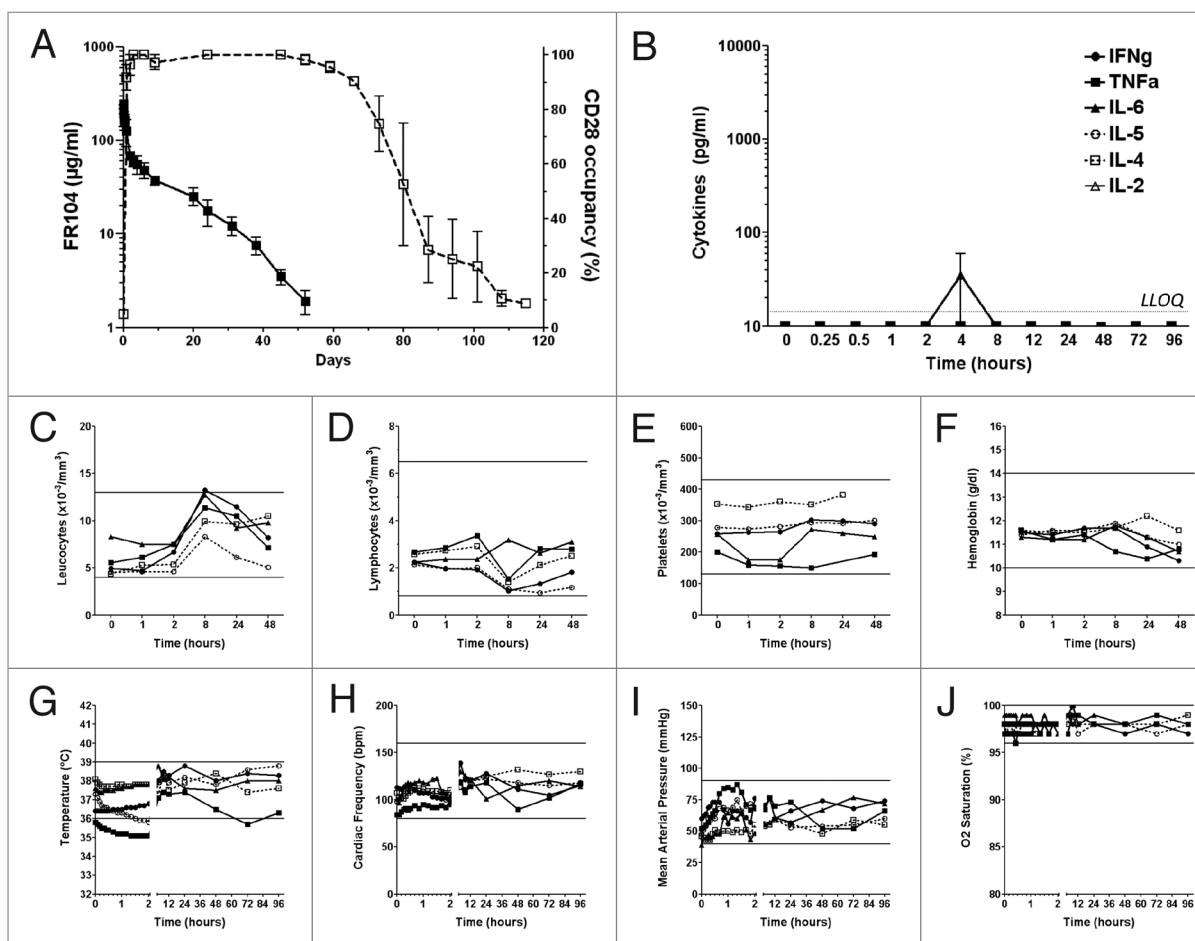 A
1000
100
10
1
FR104 (µg/ml)
100
80
60
40
20
0
CD28 occupancy (%)
0 20 40 60 80 100 120
Days
B
10000
1000
100
10
Cytokines (pg/ml)
IFNg
TNFa
IL-6
IL-5
IL-4
IL-2
LLOQ
0 0.25 0.5 1 2 4 8 12 24 48 72 96
Time (hours)
C
20
15
10
5
0
Leucocytes (x10⁻³/mm³)
0 1 2 8 24 48
Time (hours)
D
8
6
4
2
0
Lymphocytes (x10⁻³/mm³)
0 1 2 8 24 48
Time (hours)
E
600
500
400
300
200
100
0
Platelets (x10⁻³/mm³)
0 1 2 8 24 48
Time (hours)
F
16
15
14
13
12
11
10
9
8
Hemoglobin (g/dl)
0 1 2 8 24 48
Time (hours)
G
42
41
40
39
38
37
36
35
34
33
32
Temperature (°C)
0 1 2 12 24 36 48 60 72 84 96
Time (hours)
H
200
150
100
50
0
Cardiac Frequency (bpm)
0 1 2 12 24 36 48 60 72 84 96
Time (hours)
I
150
125
100
75
50
25
0
Mean Arterial Pressure (mmHg)
0 1 2 12 24 36 48 60 72 84 96
Time (hours)
J
100
95
90
85
80
O2 Saturation (%)
0 1 2 12 24 36 48 60 72 84 96
Time (hours)